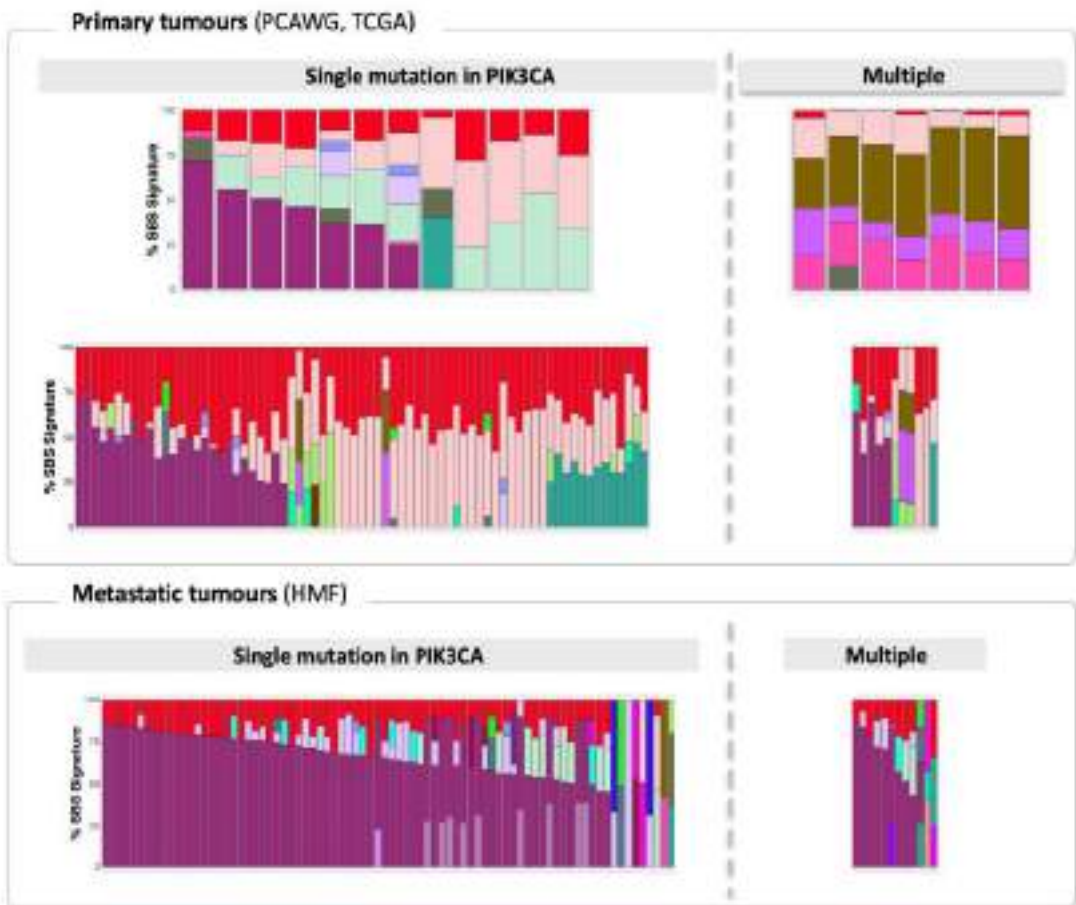 Primary tumours (PCAWG, TCGA)
Single mutation in PIK3CA
Multiple
% SBS Signature
% SBS Signature
Metastatic tumours (HMF)
Single mutation in PIK3CA
Multiple
% SBS Signature